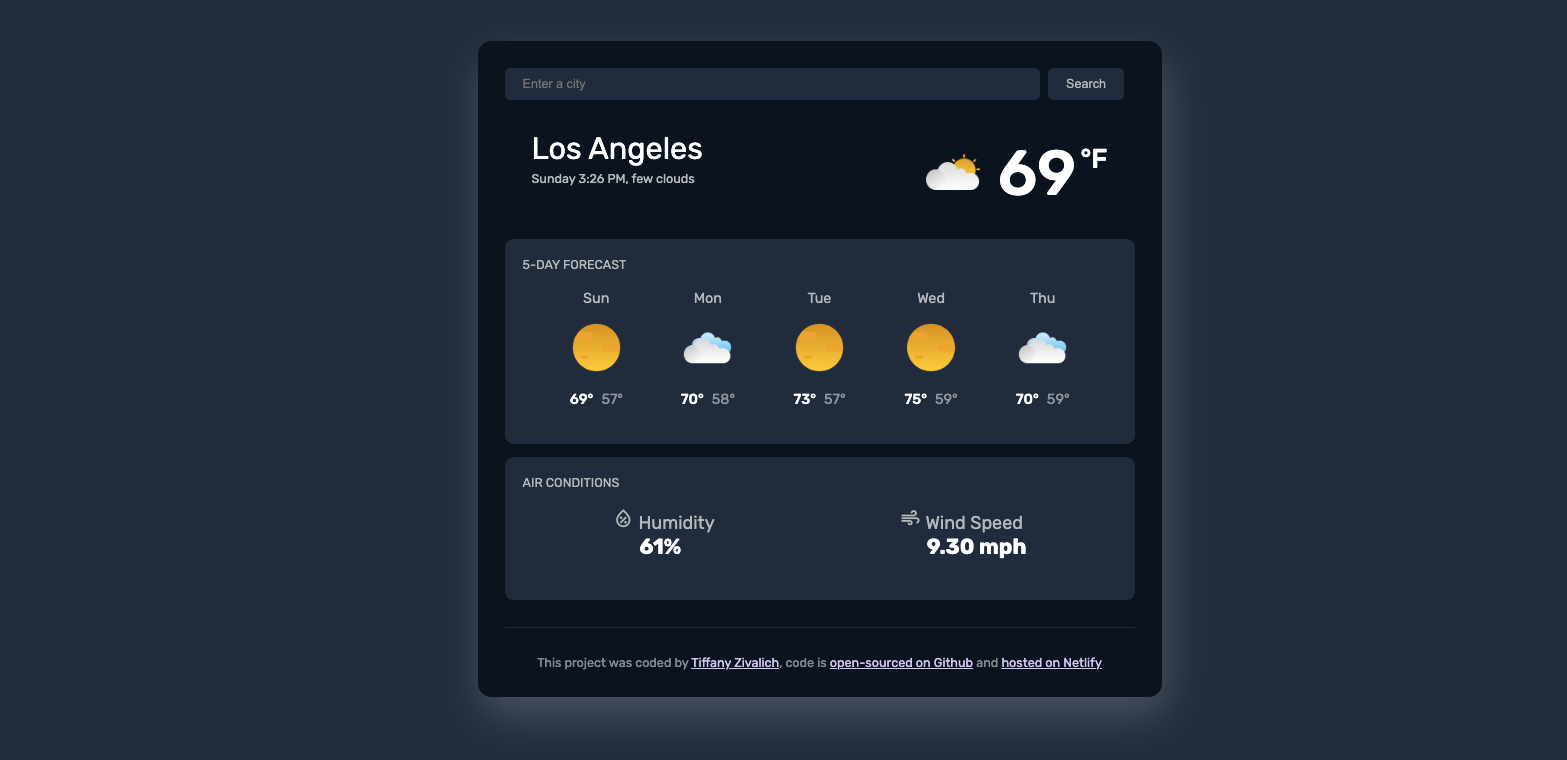 Enter a city
Search
Los Angeles
Sunday 3:26 PM, few clouds
69 °F
5-DAY FORECAST
Sun Mon Tue Wed Thu
69° 57° 70° 58° 73° 57° 75° 59° 70° 59°
AIR CONDITIONS
Humidity
61%
Wind Speed
9.30 mph
This project was coded by Tiffany Zivalich, code is open-sourced on Github and hosted on Netlify